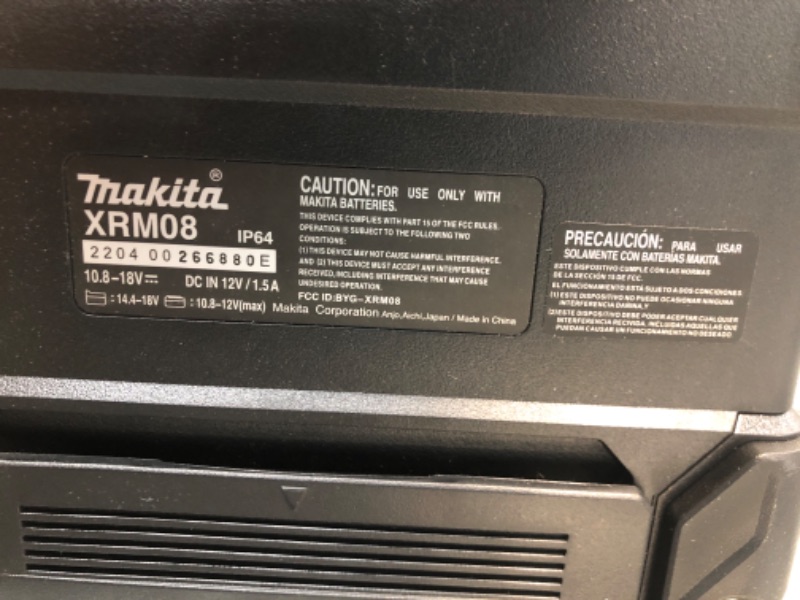 makita®
XRM08 IP64
2204 00 266880E
10.8-18V⎓ DC IN 12V / 1.5A
: 14.4-18V : 10.8-12V(max)
CAUTION: FOR USE ONLY WITH
MAKITA BATTERIES.
THIS DEVICE COMPLIES WITH PART 15 OF THE FCC RULES.
OPERATION IS SUBJECT TO THE FOLLOWING TWO
CONDITIONS:
(1) THIS DEVICE MAY NOT CAUSE HARMFUL INTERFERENCE,
AND (2) THIS DEVICE MUST ACCEPT ANY INTERFERENCE
RECEIVED, INCLUDING INTERFERENCE THAT MAY CAUSE
UNDESIRED OPERATION.
FCC ID:BYG-XRM08
Makita Corporation Anjo,Aichi,Japan / Made in China
PRECAUCIÓN: PARA USAR
SOLAMENTE CON BATERÍAS MAKITA.
ESTE DISPOSITIVO CUMPLE CON LAS NORMAS
DE LA SECCIÓN 15 DE FCC.
EL FUNCIONAMIENTO ESTÁ SUJETO A DOS CONDICIONES
(1) ESTE DISPOSITIVO NO PUEDE OCASIONAR NINGUNA
INTERFERENCIA DAÑINA Y
(2) ESTE DISPOSITIVO DEBE PODER ACEPTAR CUALQUIER
INTERFERENCIA RECIVIDA, INCLUIDAS AQUELLAS QUE
PUEDAN CAUSAR UN FUNCIONAMIENTO NO DESEADO